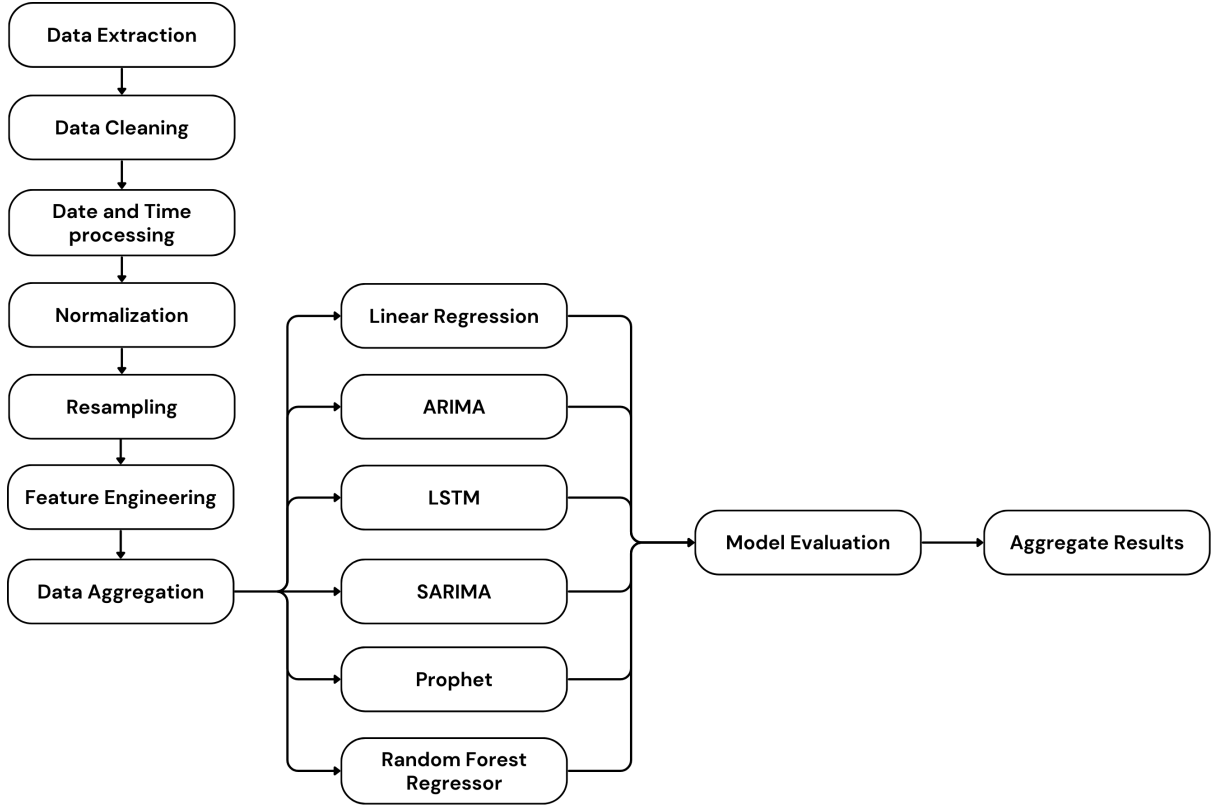 Data Extraction
Data Cleaning
Date and Time
processing
Normalization
Resampling
Feature Engineering
Data Aggregation
Linear Regression
ARIMA
LSTM
SARIMA
Prophet
Random Forest
Regressor
Model Evaluation
Aggregate Results